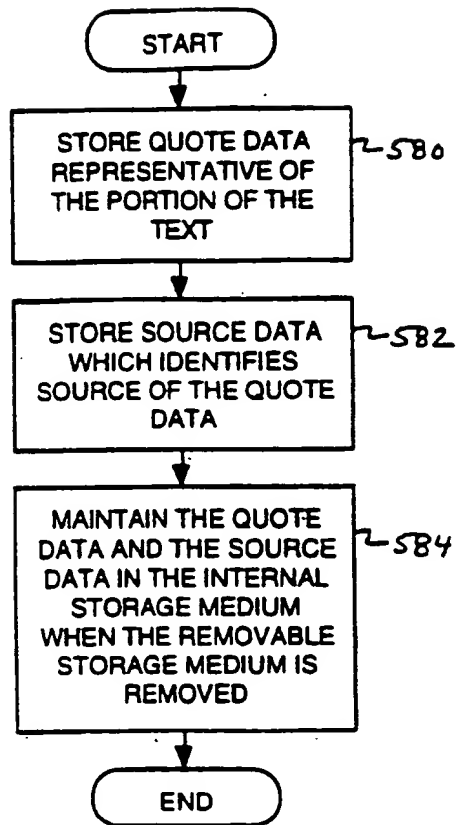 START
STORE QUOTE DATA
REPRESENTATIVE OF
THE PORTION OF THE
TEXT
580
STORE SOURCE DATA
WHICH IDENTIFIES
SOURCE OF THE QUOTE
DATA
582
MAINTAIN THE QUOTE
DATA AND THE SOURCE
DATA IN THE INTERNAL
STORAGE MEDIUM
WHEN THE REMOVABLE
STORAGE MEDIUM IS
REMOVED
584
END